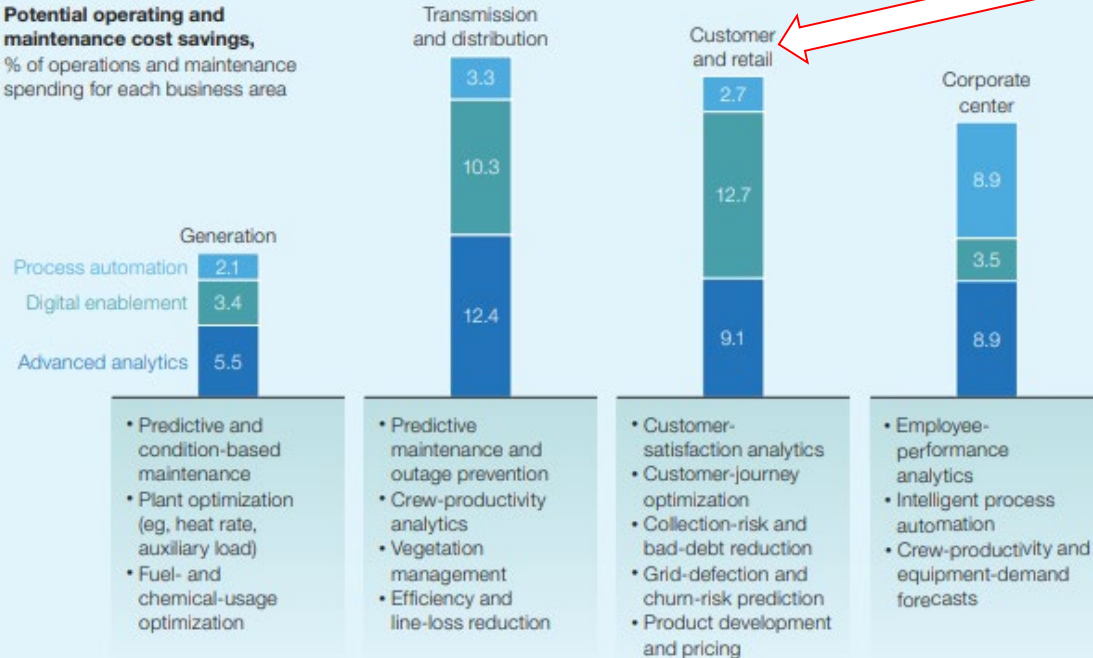 Potential operating and
maintenance cost savings,
% of operations and maintenance
spending for each business area
Generation
Process automation
2.1
Digital enablement
3.4
Advanced analytics
5.5
• Predictive and
condition-based
maintenance
• Plant optimization
(eg, heat rate,
auxiliary load)
• Fuel- and
chemical-usage
optimization
Transmission
and distribution
3.3
10.3
12.4
• Predictive
maintenance and
outage prevention
• Crew-productivity
analytics
• Vegetation
management
• Efficiency and
line-loss reduction
Customer
and retail
2.7
12.7
9.1
• Customer-
satisfaction analytics
• Customer-journey
optimization
• Collection-risk and
bad-debt reduction
• Grid-defection and
churn-risk prediction
• Product development
and pricing
Corporate
center
8.9
3.5
8.9
• Employee-
performance
analytics
• Intelligent process
automation
• Crew-productivity and
equipment-demand
forecasts